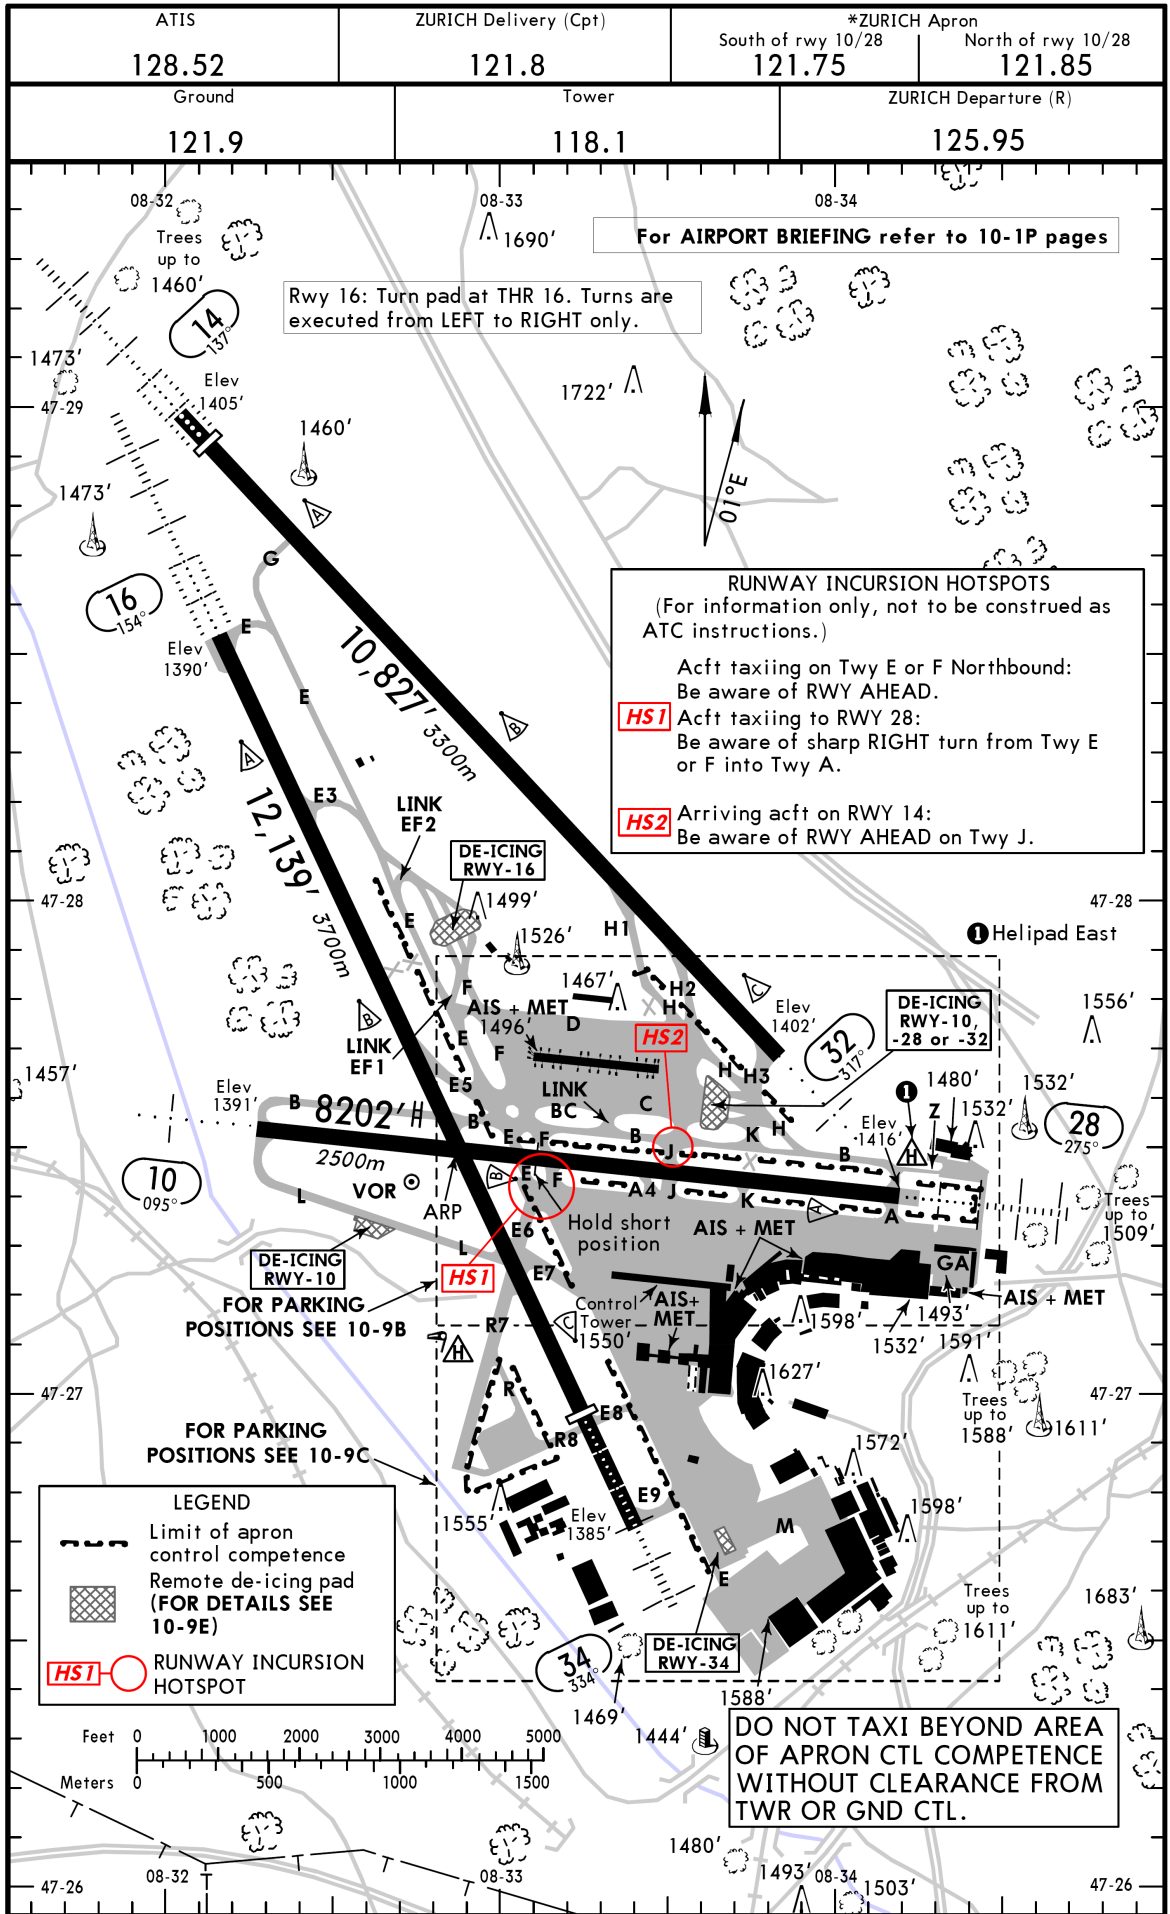 ATIS
128.52
ZURICH Delivery (Cpt)
121.8
*ZURICH Apron
South of rwy 10/28
121.75
North of rwy 10/28
121.85
Ground
121.9
Tower
118.1
ZURICH Departure (R)
125.95
08-32
08-33
08-34
Trees
up to
1460'
1690'
For AIRPORT BRIEFING refer to 10-1P pages
Rwy 16: Turn pad at THR 16. Turns are
executed from LEFT to RIGHT only.
14
137°
1473'
Elev
1405'
47-29
1722'
1460'
1473'
01°E
A
G
16
154°
E
Elev
1390'
RUNWAY INCURSION HOTSPOTS
(For information only, not to be construed as
ATC instructions.)
Acft taxiing on Twy E or F Northbound:
Be aware of RWY AHEAD.
HS1
Acft taxiing to RWY 28:
Be aware of sharp RIGHT turn from Twy E
or F into Twy A.
HS2
Arriving acft on RWY 14:
Be aware of RWY AHEAD on Twy J.
10,827'
3300m
E
B
A
E3
LINK
EF2
12,139'
3700m
DE-ICING
RWY-16
1499'
47-28
47-28
E
H1
1526'
1 Helipad East
1467'
J
H2
H
C
Elev
1402'
F
AIS + MET
1496'
D
HS2
DE-ICING
RWY-10,
-28 or -32
1556'
32
317°
B
LINK
EF1
E
F
E5
H
H3
1457'
Elev
1391'
B
8202'
H
B
LINK
BC
C
1
1480'
1532'
Z
1532'
28
275°
E
F
B
J
K
H
Elev
1416'
H
B
2500m
10
095°
VOR
B
E
F
A4
J
K
A
A
L
ARP
E6
Hold short
position
AIS + MET
Trees
up to
1509'
L
DE-ICING
RWY-10
HS1
E7
GA
FOR PARKING
POSITIONS SEE 10-9B
Control
Tower
1550'
AIS+
MET
1598'
1493'
AIS + MET
R7
C
1532'
1591'
H
47-27
47-27
R
1627'
Trees
up to
1588'
1611'
E8
FOR PARKING
POSITIONS SEE 10-9C
R8
1572'
LEGEND
Limit of apron
control competence
Remote de-icing pad
(FOR DETAILS SEE
10-9E)
HS1
RUNWAY INCURSION
HOTSPOT
1555'
Elev
1385'
E9
M
1598'
E
Trees
up to
1611'
1683'
34
334°
DE-ICING
RWY-34
1469'
1588'
1444'
DO NOT TAXI BEYOND AREA
OF APRON CTL COMPETENCE
WITHOUT CLEARANCE FROM
TWR OR GND CTL.
Feet 0 1000 2000 3000 4000 5000
Meters 0 500 1000 1500
1480'
08-32
08-33
1493'
08-34
1503'
47-26
47-26